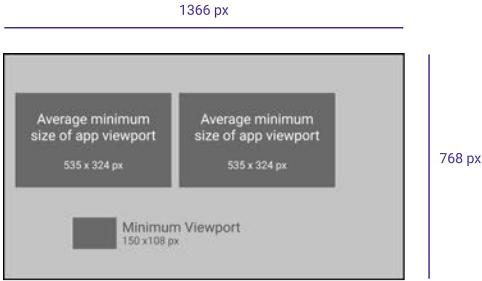 1366 px
Average minimum
size of app viewport
535 x 324 px
Average minimum
size of app viewport
535 x 324 px
768 px
Minimum Viewport
150 x108 px